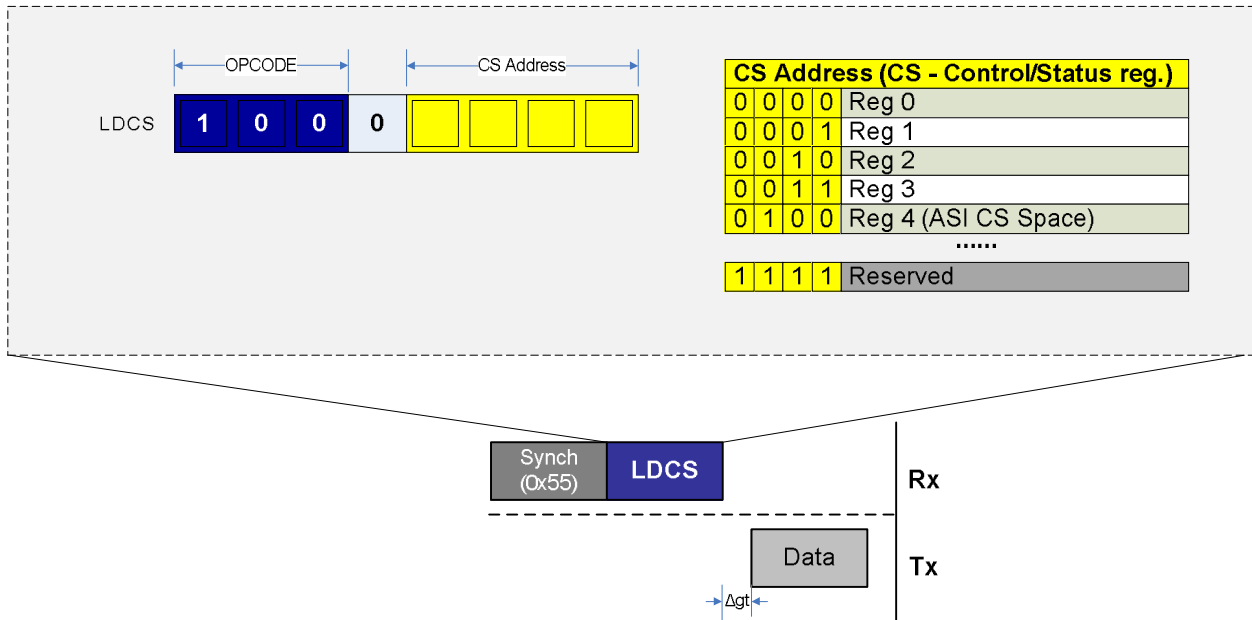 OPCODE
CS Address
LDCS
1 0 0 0
CS Address (CS - Control/Status reg.)
0 0 0 0 Reg 0
0 0 0 1 Reg 1
0 0 1 0 Reg 2
0 0 1 1 Reg 3
0 1 0 0 Reg 4 (ASI CS Space)
......
1 1 1 1 Reserved
Synch
(0x55)
LDCS
Rx
Data
Tx
Δgt